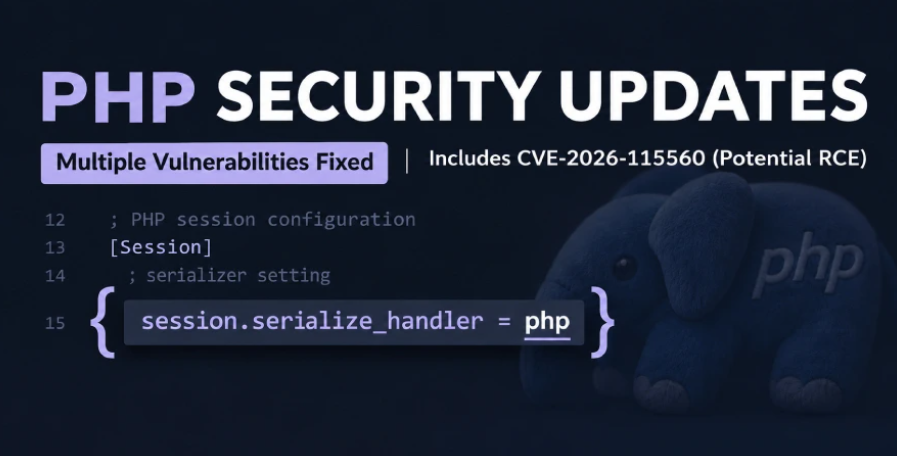 PHP SECURITY UPDATES
Multiple Vulnerabilities Fixed | Includes CVE-2026-115560 (Potential RCE)
12 ; PHP session configuration
13 [Session]
14 ; serializer setting
15 { session.serialize_handler = php }
php